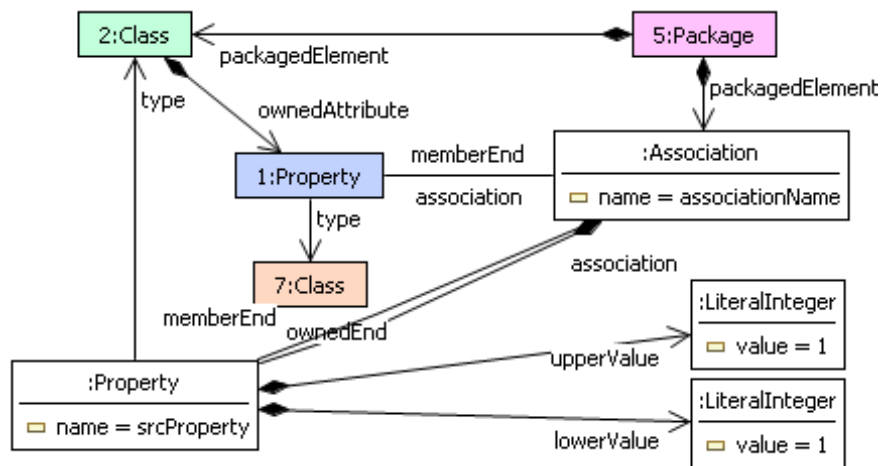 2:Class
5:Package
packagedElement
type
packagedElement
ownedAttribute
:Association
memberEnd
1:Property
name = associationName
association
type
association
7:Class
:LiteralInteger
memberEnd
ownedEnd
value = 1
upperValue
:Property
:LiteralInteger
name = srcProperty
lowerValue
value = 1